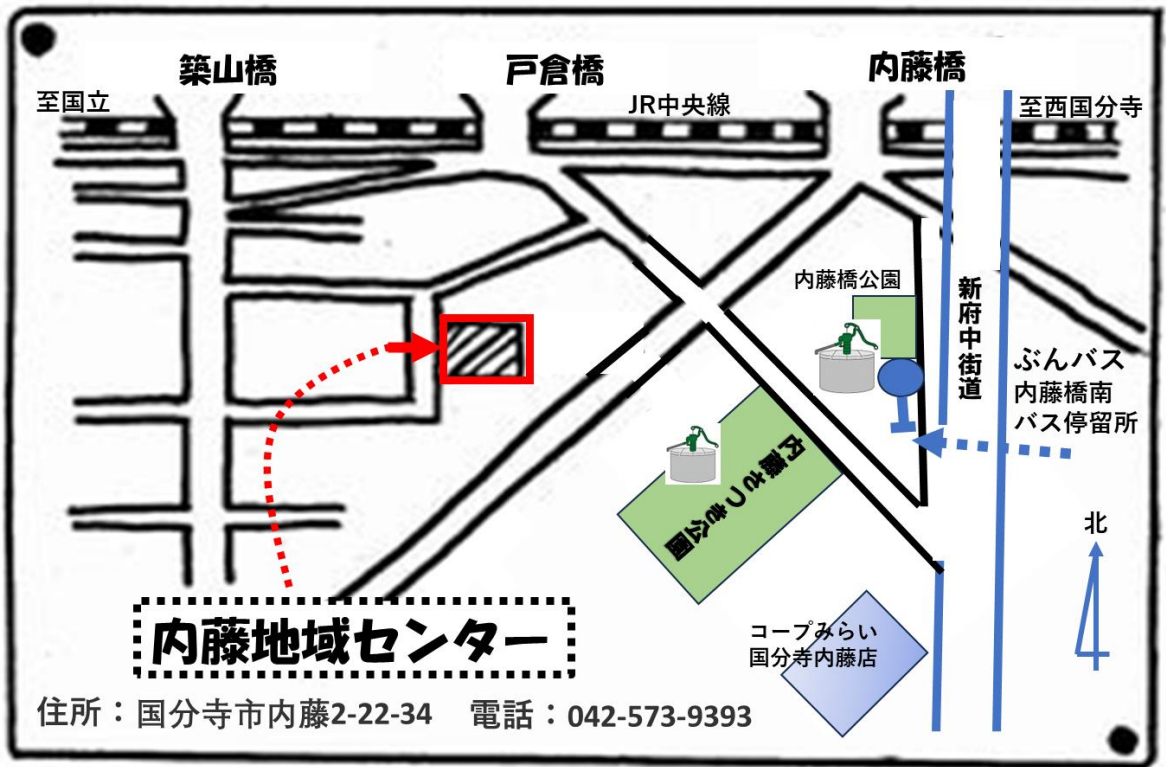 築山橋
戸倉橋
内藤橋
至国立
JR中央線
至西国分寺
内藤橋公園
新府中街道
ぶんバス
内藤橋南
バス停留所
内藤さつき公園
北
内藤地域センター
コープみらい
国分寺内藤店
住所：国分寺市内藤2-22-34　電話：042-573-9393